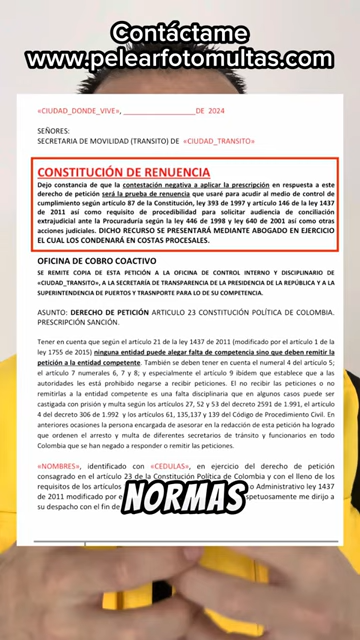 Contáctame
www.pelearfotomultas.com
«CIUDAD_DONDE_VIVE», ____________________DE 2024
SEÑORES:
SECRETARIA DE MOVILIDAD (TRANSITO) DE «CIUDAD_TRANSITO»
CONSTITUCIÓN DE RENUENCIA
Dejo constancia de que la contestación negativa a aplicar la prescripción en respuesta a este
derecho de petición será la prueba de renuencia que usaré para acudir al medio de control de
cumplimiento según artículo 87 de la Constitución, ley 393 de 1997 y artículo 146 de la ley 1437
de 2011 así como requisito de procedibilidad para solicitar audiencia de conciliación
extrajudicial ante la Procuraduría según la ley 446 de 1998 y ley 640 de 2001 así como otras
acciones judiciales. DICHO RECURSO SE PRESENTARÁ MEDIANTE ABOGADO EN EJERCICIO
EL CUAL LOS CONDENARÁ EN COSTAS PROCESALES.
OFICINA DE COBRO COACTIVO
SE REMITE COPIA DE ESTA PETICIÓN A LA OFICINA DE CONTROL INTERNO Y DISCIPLINARIO DE
«CIUDAD_TRANSITO», A LA SECRETARÍA DE TRANSPARENCIA DE LA PRESIDENCIA DE LA REPÚBLICA Y A LA
SUPERINTENDENCIA DE PUERTOS Y TRANSPORTE PARA LO DE SU COMPETENCIA.
ASUNTO: DERECHO DE PETICIÓN ARTICULO 23 CONSTITUCIÓN POLÍTICA DE COLOMBIA.
PRESCRIPCIÓN SANCIÓN.
Tener en cuenta que según el artículo 21 de la ley 1437 de 2011 (modificado por el artículo 1 de la
ley 1755 de 2015) ninguna entidad puede alegar falta de competencia sino que deben remitir la
petición a la entidad competente. También se deben tener en cuenta el numeral 4 del artículo 5;
el artículo 7 numerales 6, 7 y 8; y especialmente el artículo 9 ibídem que establece que a las
autoridades les está prohibido negarse a recibir peticiones. El no recibir las peticiones o no
remitirlas a la entidad competente es una falta disciplinaria que en algunos casos puede ser
castigada con prisión y multa según los artículos 27, 52 y 53 del decreto 2591 de 1.991, el artículo
4 del decreto 306 de 1.992 y los artículos 61, 135,137 y 139 del Código de Procedimiento Civil. En
anteriores ocasiones la persona encargada de asesorar en la redacción de esta petición ha logrado
que ordenen el arresto y multa de diferentes secretarios de tránsito y funcionarios en todo
Colombia que se han negado a responder o remitir las peticiones.
«NOMBRES», identificado con «CEDULAS», en ejercicio del derecho de petición
consagrado en el artículo 23 de la Constitución Política de Colombia y con el lleno de los
requisitos de los artículos o Administrativo ley 1437
de 2011 modificado por e spetuosamente me dirijo a
su despacho con el fin de
NORMAS